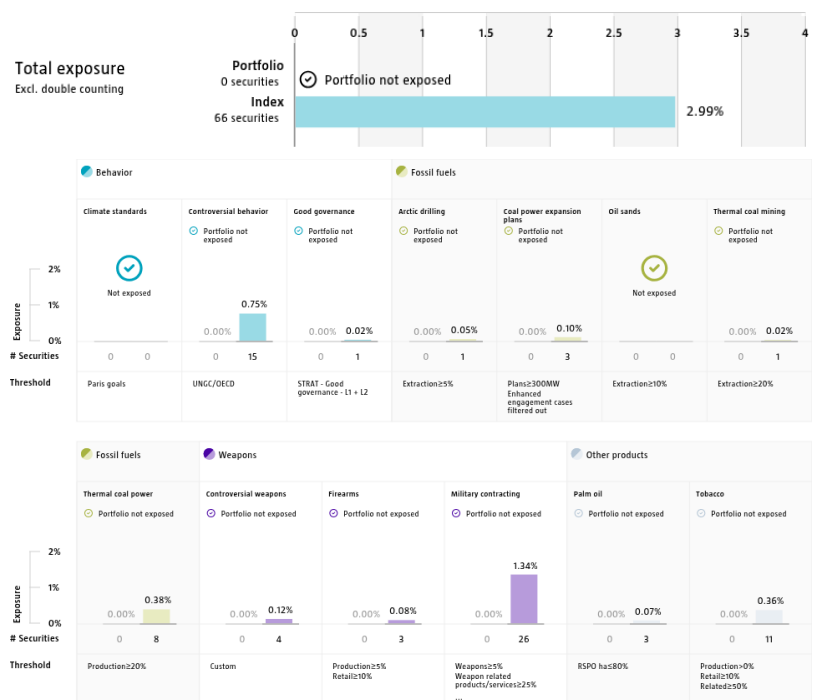 0 0.5 1 1.5 2 2.5 3 3.5 4
Total exposure
Excl. double counting
Portfolio
0 securities
Portfolio not exposed
Index
66 securities
2.99%
Behavior
Fossil fuels
Climate standards
Controversial behavior
Good governance
Arctic drilling
Coal power expansion
plans
Oil sands
Thermal coal mining
Portfolio not
exposed
Portfolio not
exposed
Portfolio not
exposed
Portfolio not
exposed
Portfolio not
exposed
Not exposed
Not exposed
Exposure
2%
1%
0%
0.00% 0.75%
0.00% 0.02%
0.00% 0.05%
0.00% 0.10%
0.00% 0.02%
# Securities 0 0 0 15 0 1 0 1 0 3 0 0 0 1
Threshold
Paris goals
UNGC/OECD
STRAT - Good
governance - L1 + L2
Extraction≥5%
Plans≥300MW
Enhanced
engagement cases
filtered out
Extraction≥10%
Extraction≥20%
Fossil fuels
Weapons
Other products
Thermal coal power
Controversial weapons
Firearms
Military contracting
Palm oil
Tobacco
Portfolio not exposed
Portfolio not exposed
Portfolio not exposed
Portfolio not exposed
Portfolio not exposed
Portfolio not exposed
Exposure
2%
1%
0%
0.00% 0.38%
0.00% 0.12%
0.00% 0.08%
0.00% 1.34%
0.00% 0.07%
0.00% 0.36%
# Securities 0 8 0 4 0 3 0 26 0 3 0 11
Threshold
Production≥20%
Custom
Production≥5%
Retail≥10%
Weapons≥5%
Weapon related
products/services≥25%
RSPO ha≤80%
Production>0%
Retail≥10%
Related≥50%